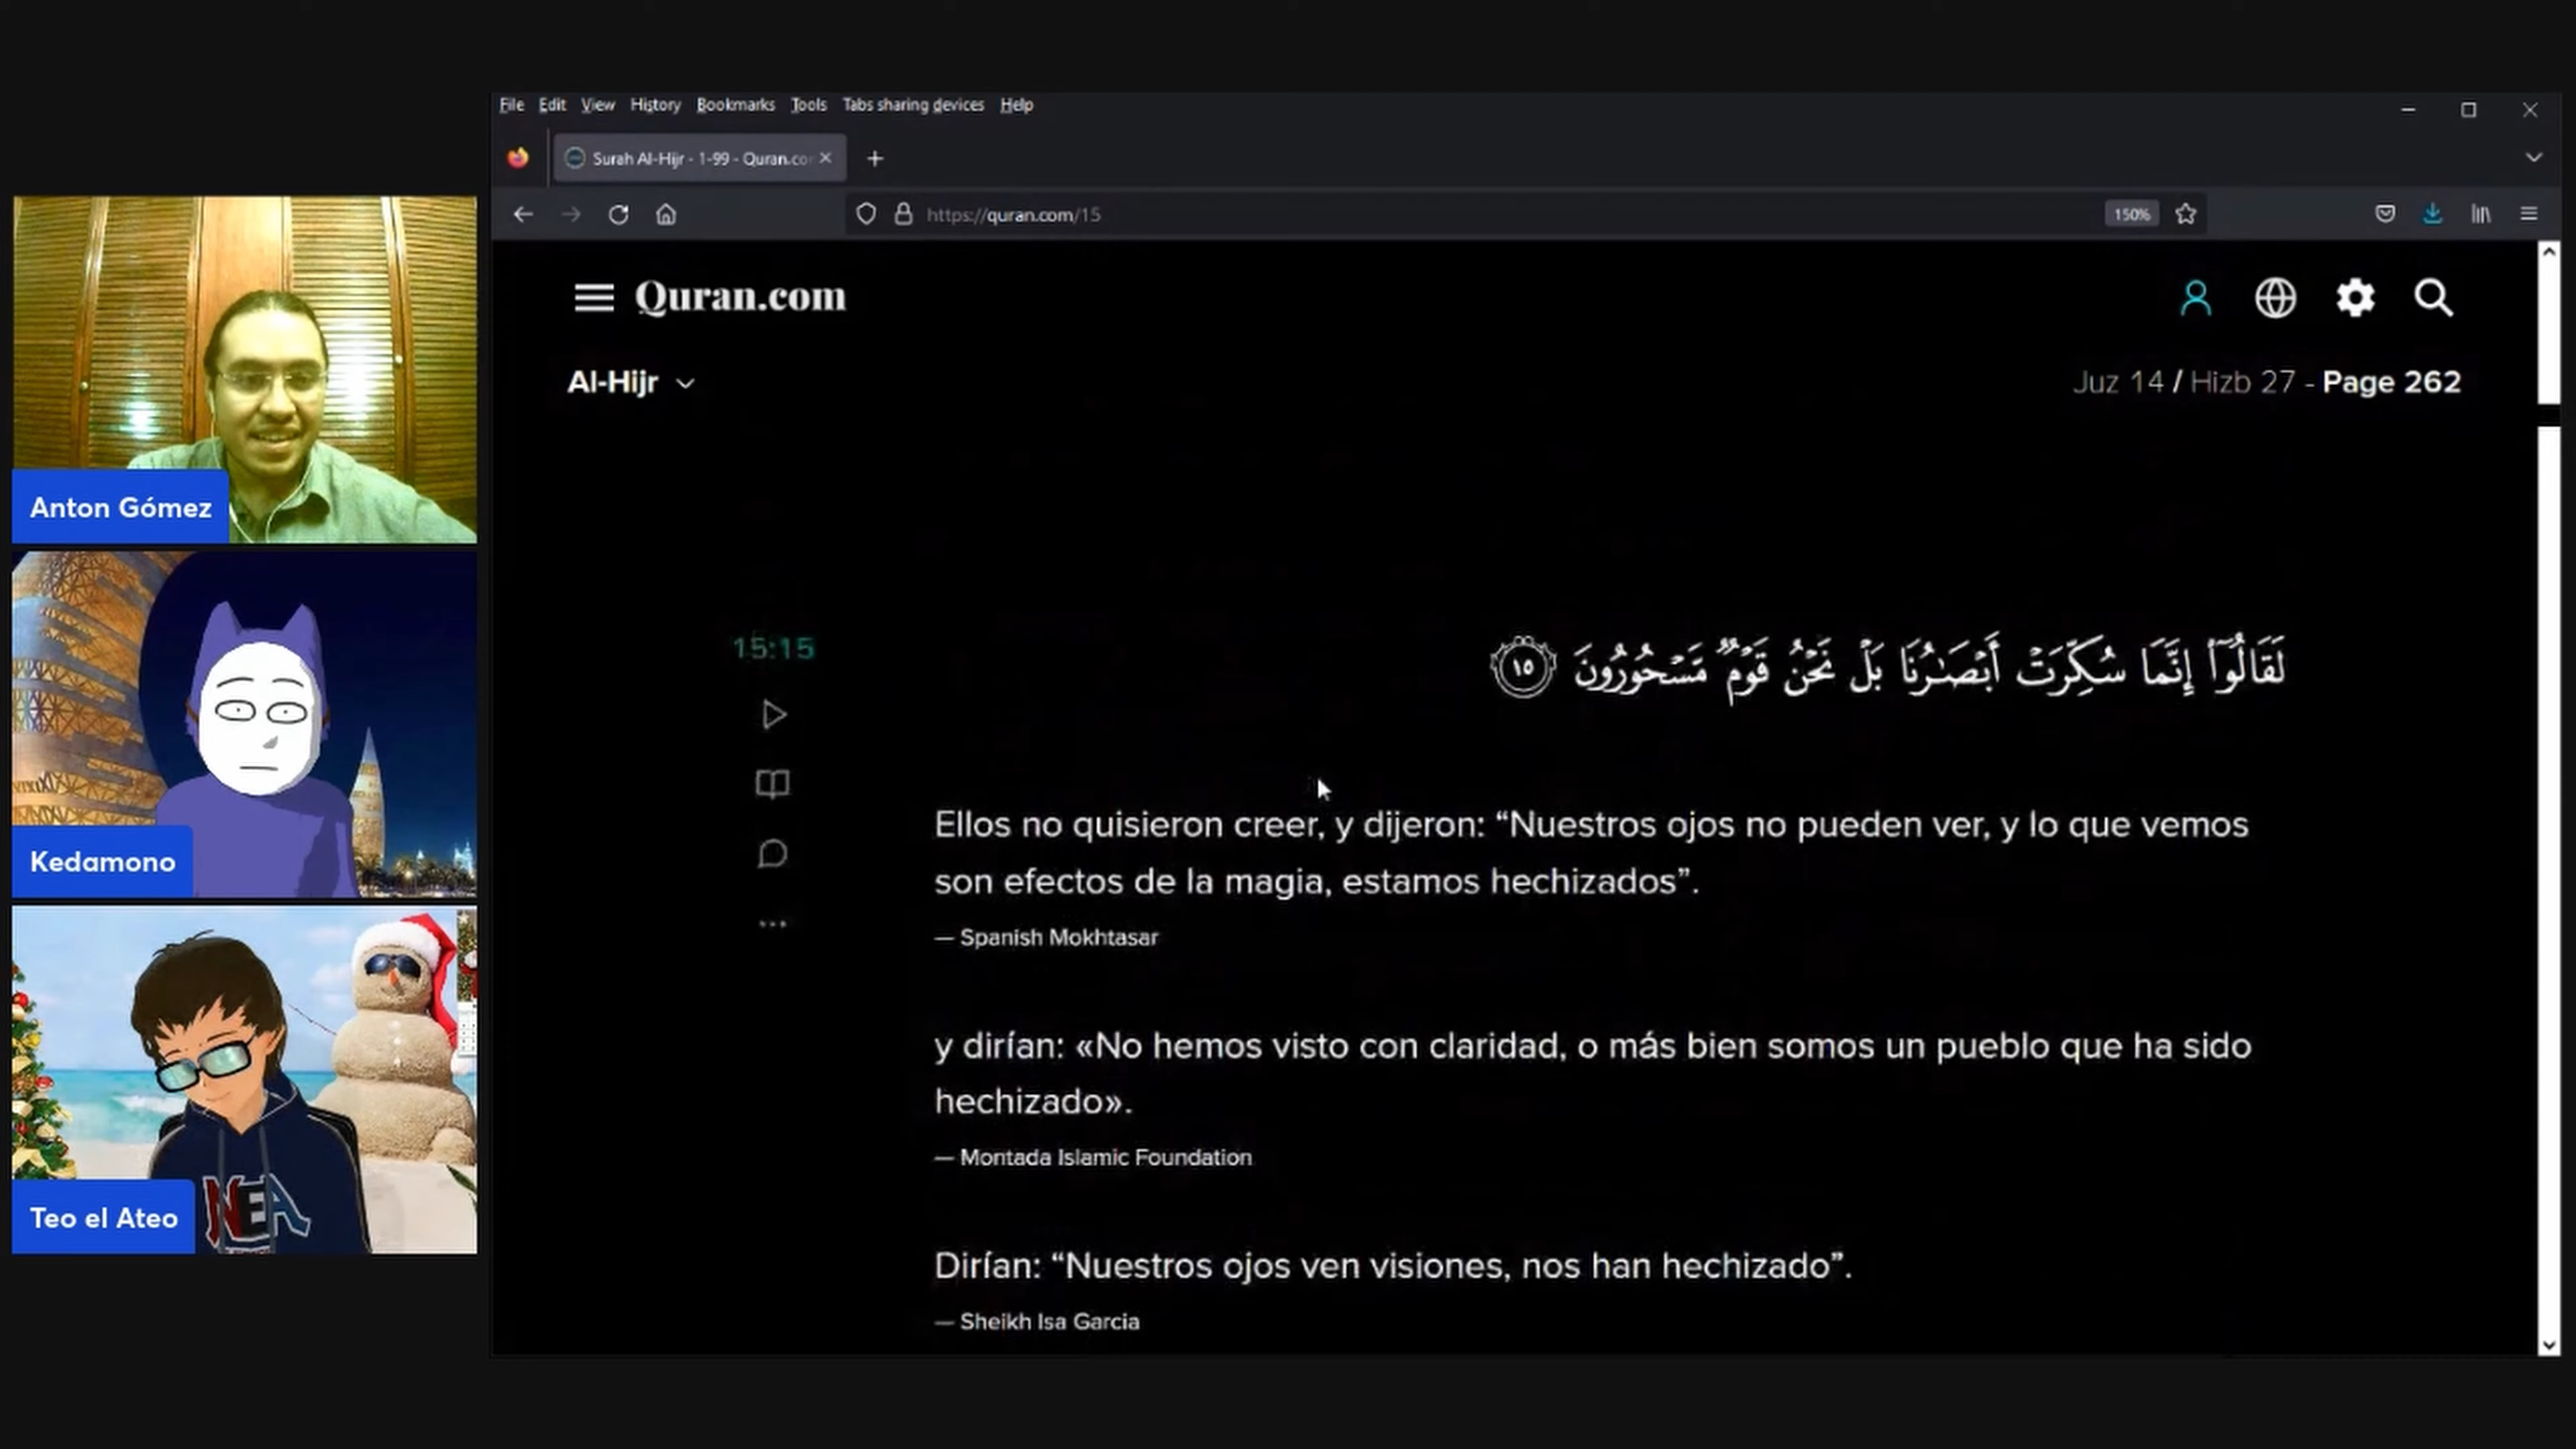 File Edit View History Bookmarks Tools Tabs sharing devices Help
Surah Al-Hijr - 1-99 - Quran.co
https://quran.com/15
150%
Quran.com
Al-Hijr
Juz 14 / Hizb 27 - Page 262
15:15
لَقَالُوٓا۟ إِنَّمَا سُكِّرَتْ أَبْصَـٰرُنَا بَلْ نَحْنُ قَوْمٌ مَّسْحُورُونَ ١٥
Ellos no quisieron creer, y dijeron: “Nuestros ojos no pueden ver, y lo que vemos
son efectos de la magia, estamos hechizados”.
— Spanish Mokhtasar
y dirían: «No hemos visto con claridad, o más bien somos un pueblo que ha sido
hechizado».
— Montada Islamic Foundation
Dirían: “Nuestros ojos ven visiones, nos han hechizado”.
— Sheikh Isa Garcia
Anton Gómez
Kedamono
NEA
Teo el Ateo